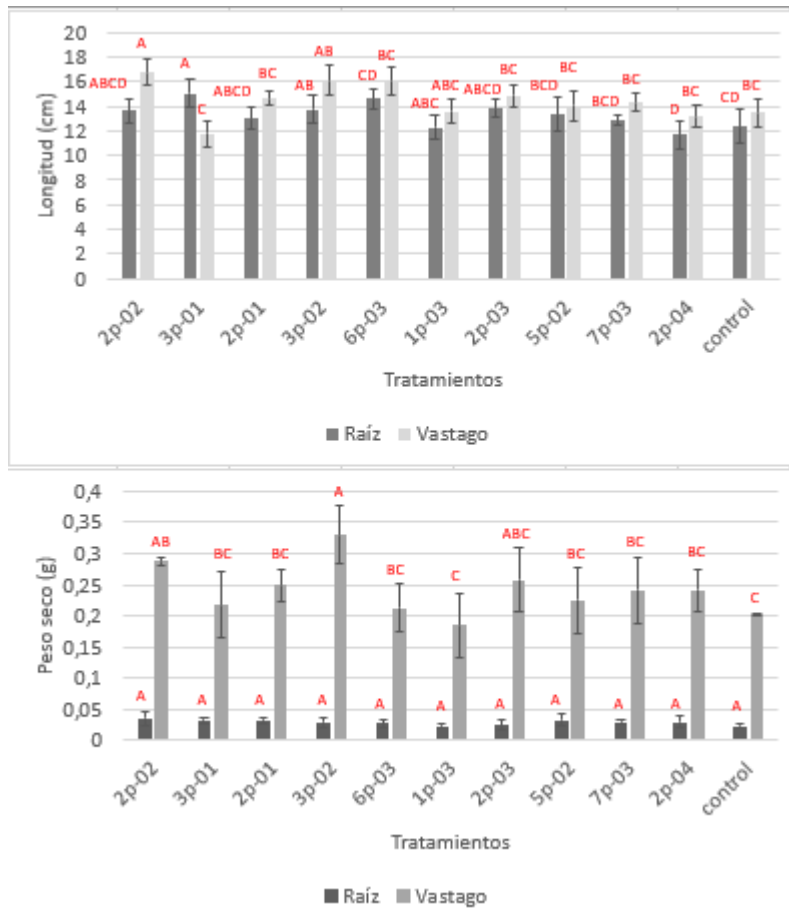 20
18
16
14
12
10
8
6
4
2
0
Longitud (cm)
ABCD A
A C
ABCD BC
AB AB
CD BC
ABC ABC
ABCD BC
BCD BC
BCD BC
D BC
CD BC
2p-02 3p-01 2p-01 3p-02 6p-03 1p-03 2p-03 5p-02 7p-03 2p-04 control
Tratamientos
Raíz Vastago
0,4
0,35
0,3
0,25
0,2
0,15
0,1
0,05
0
Peso seco (g)
A AB
A BC
A BC
A A
A BC
A C
A ABC
A BC
A BC
A BC
A C
2p-02 3p-01 2p-01 3p-02 6p-03 1p-03 2p-03 5p-02 7p-03 2p-04 control
Tratamientos
Raíz Vastago